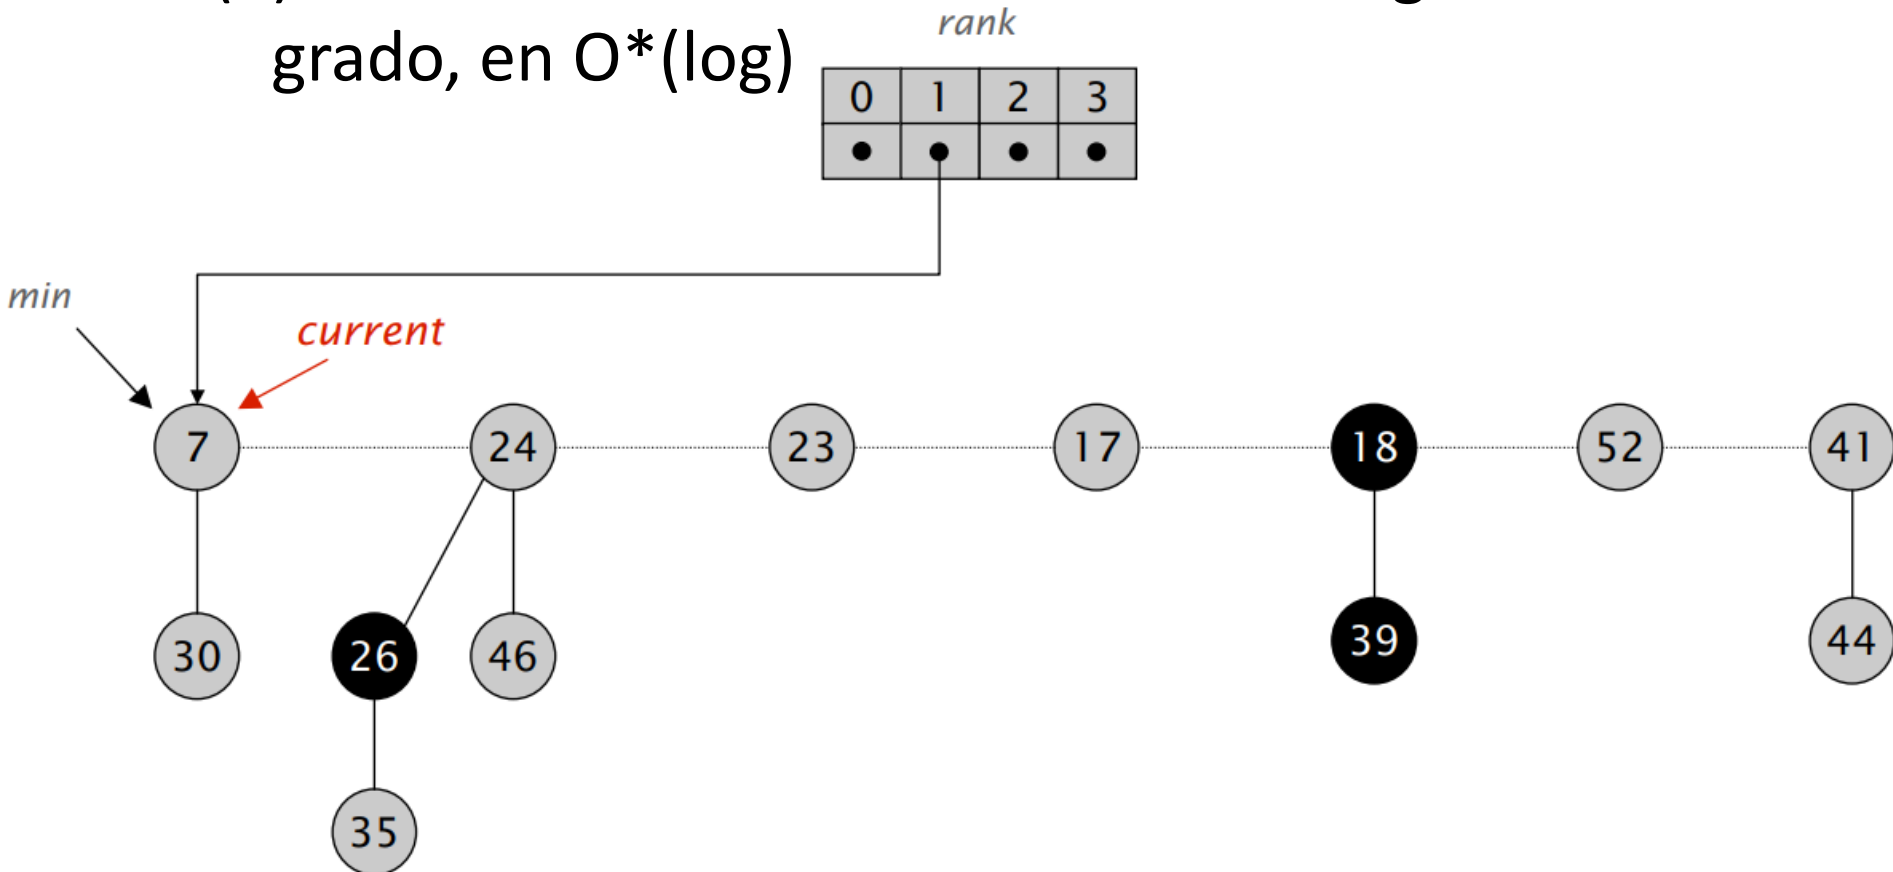 grado, en O*(log)
rank
0 1 2 3
min
current
7 24 23 17 18 52 41
30 26 46 39 44
35